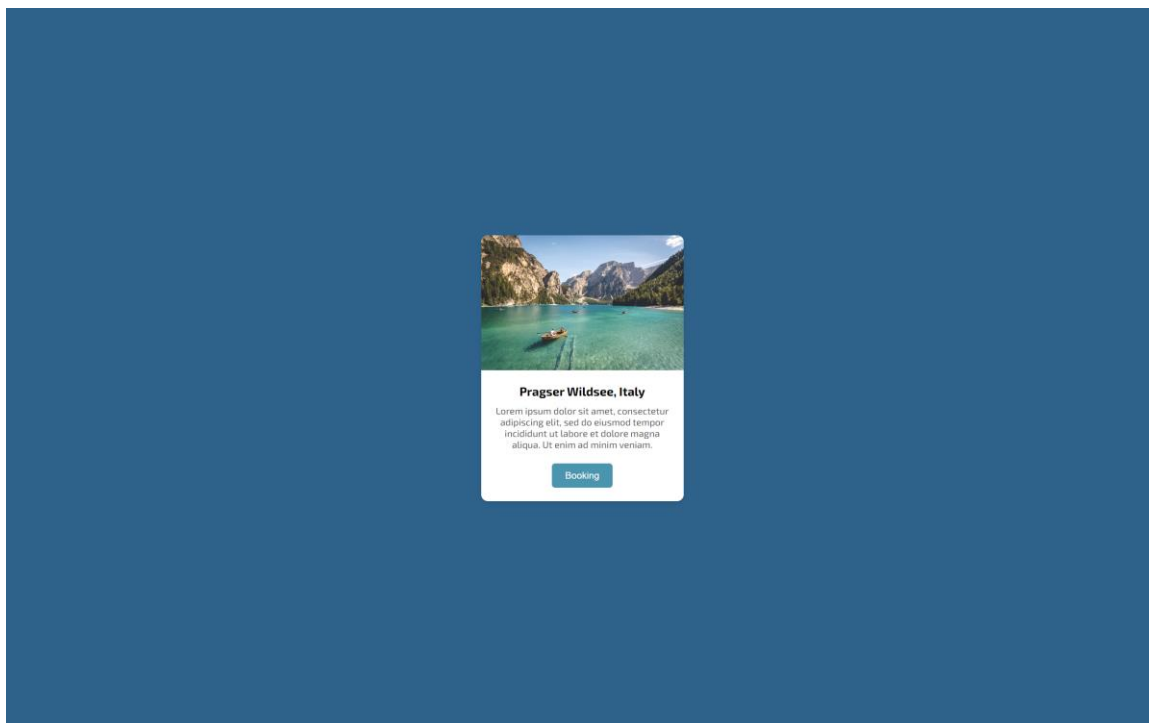 Pragser Wildsee, Italy
Lorem ipsum dolor sit amet, consectetur
adipiscing elit, sed do eiusmod tempor
incididunt ut labore et dolore magna
aliqua. Ut enim ad minim veniam.
Booking